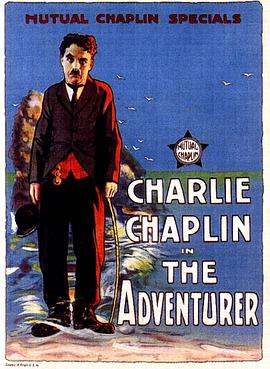 MUTUAL CHAPLIN SPECIALS
MUTUAL
CHAPLIN
CHARLIE
CHAPLIN
IN
THE
ADVENTURER